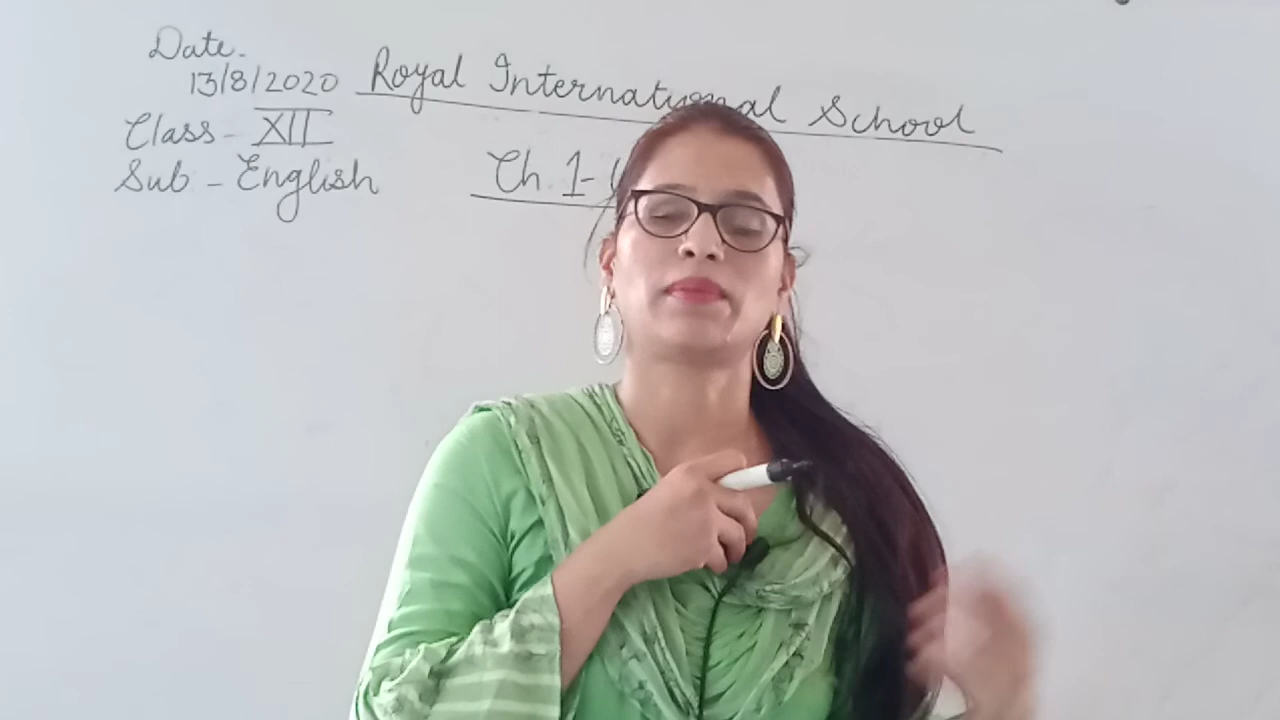 Date.
13/8/2020
Royal International School
Class - XII
Sub - English
Ch 1-